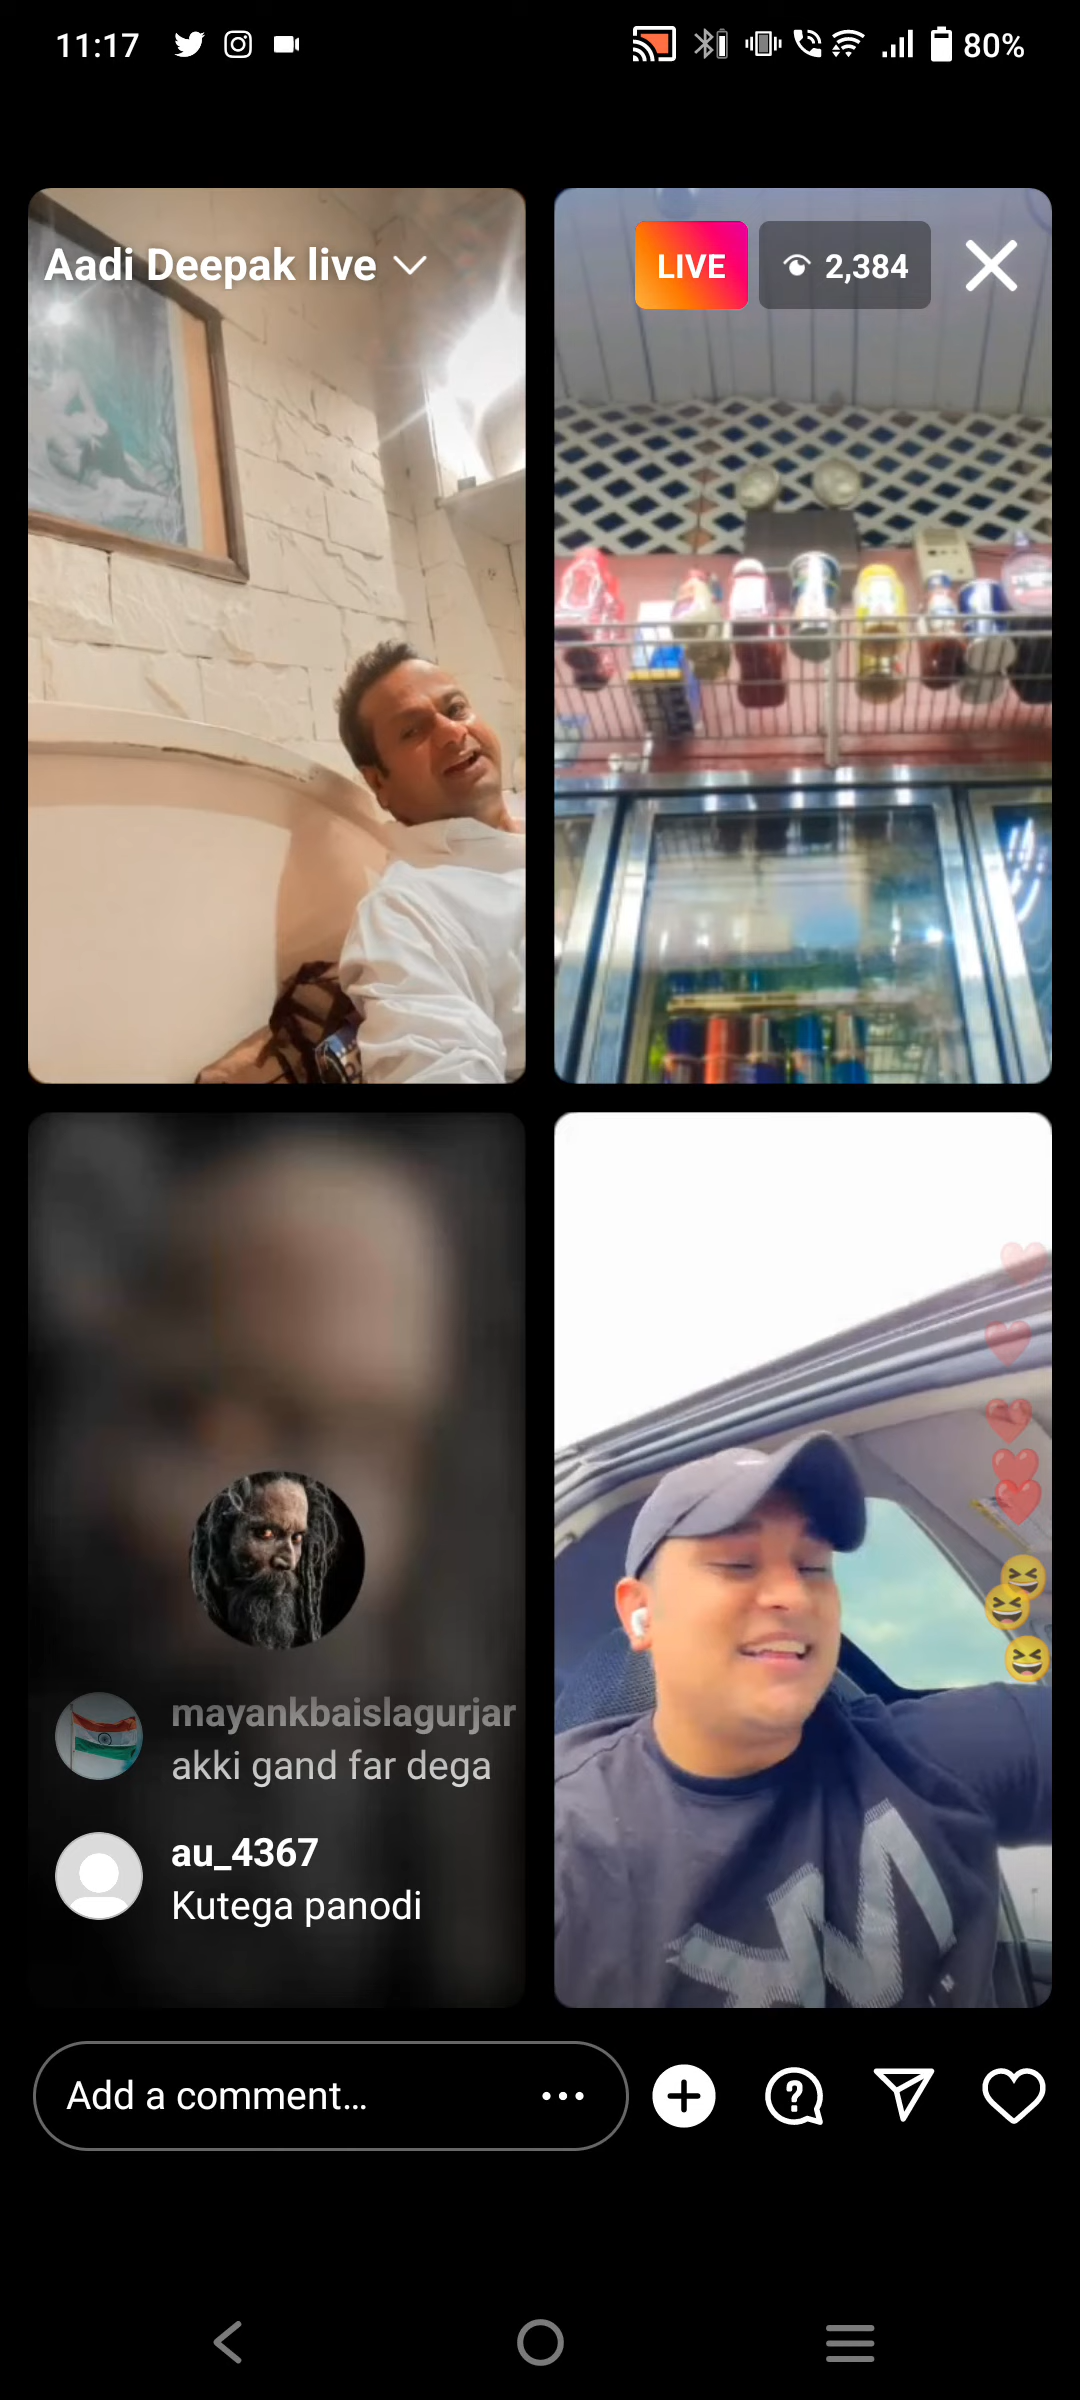 11:17
80%
Aadi Deepak live
LIVE
2,384
mayankbaislagurjar
akki gand far dega
au_4367
Kutega panodi
Add a comment...